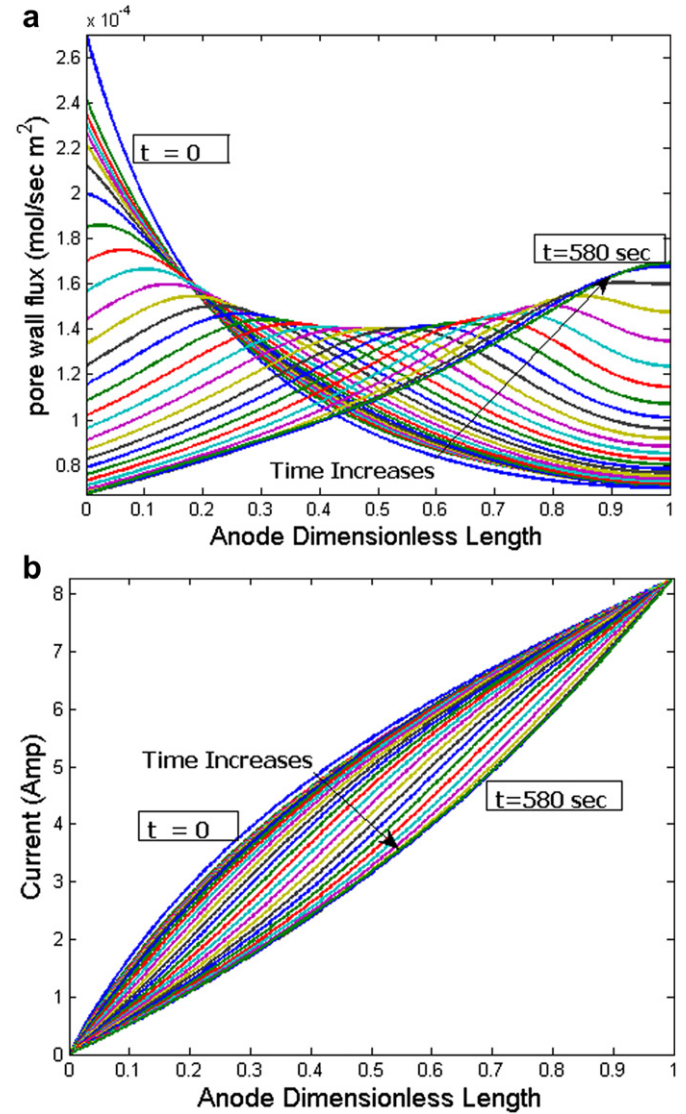 a
× 10⁻⁴
2.6
2.4
2.2
2
1.8
1.6
1.4
1.2
1
0.8
pore wall flux (mol/sec m²)
t = 0
t=580 sec
Time Increases
0 0.1 0.2 0.3 0.4 0.5 0.6 0.7 0.8 0.9 1
Anode Dimensionless Length
b
8
7
6
5
4
3
2
1
0
Current (Amp)
Time Increases
t = 0
t=580 sec
0 0.1 0.2 0.3 0.4 0.5 0.6 0.7 0.8 0.9 1
Anode Dimensionless Length